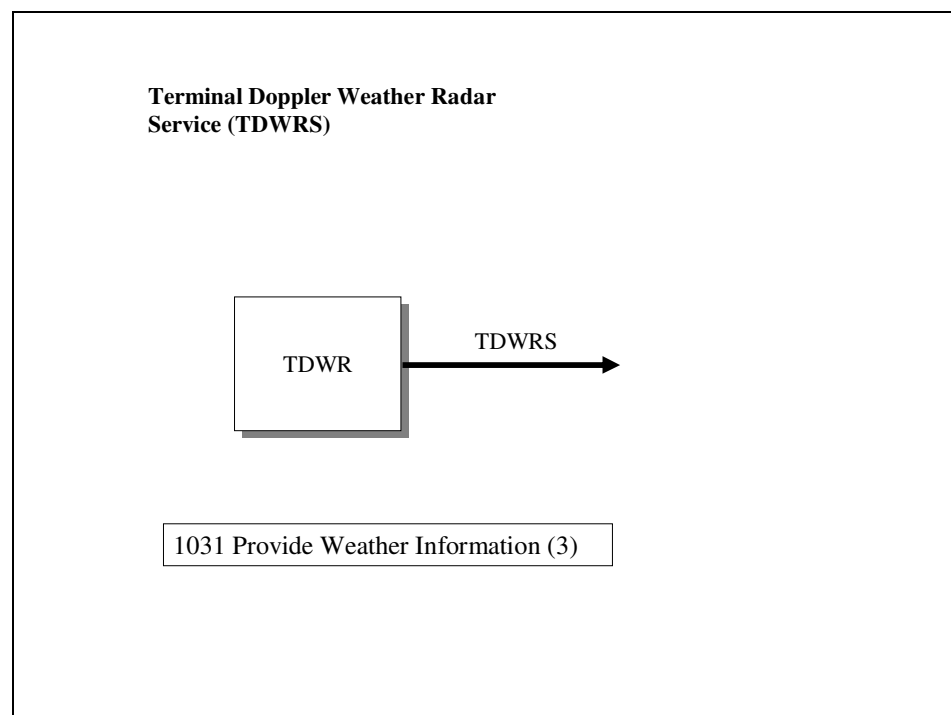 Terminal Doppler Weather Radar
Service (TDWRS)
TDWRS
TDWR
1031 Provide Weather Information (3)